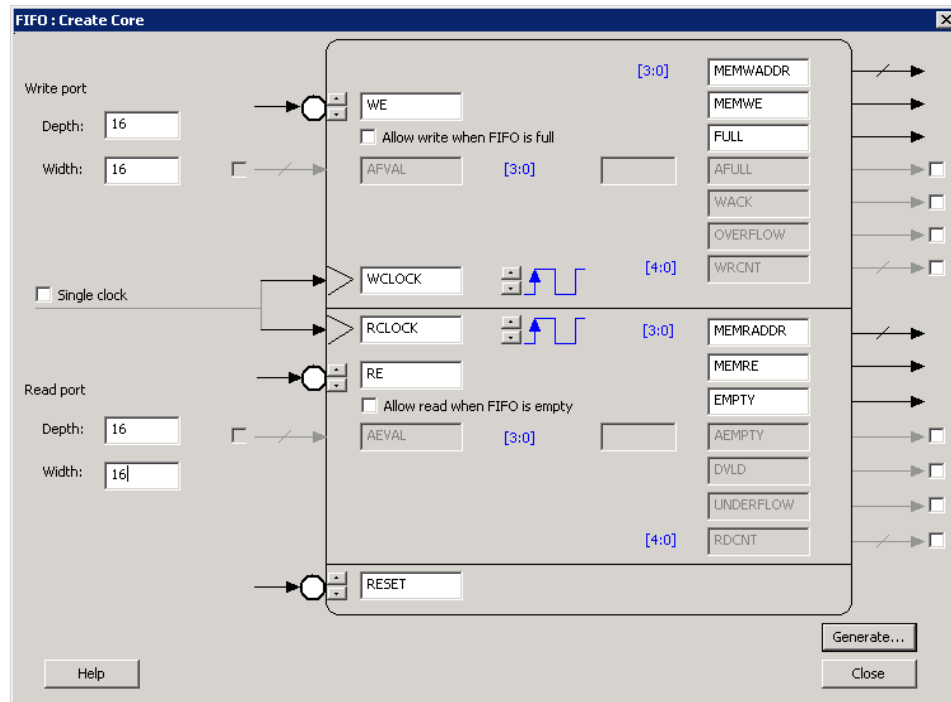 FIFO : Create Core
[3:0] MEMWADDR
Write port
WE
MEMWE
Depth: 16
Allow write when FIFO is full
FULL
Width: 16
AFVAL [3:0] AFULL
WACK
OVERFLOW
[4:0] WRCNT
WCLOCK
Single clock
RCLOCK [3:0] MEMRADDR
RE
MEMRE
Read port
Allow read when FIFO is empty
EMPTY
Depth: 16
AEVAL [3:0] AEMPTY
Width: 16
DVLD
UNDERFLOW
[4:0] RDCNT
RESET
Generate...
Help
Close